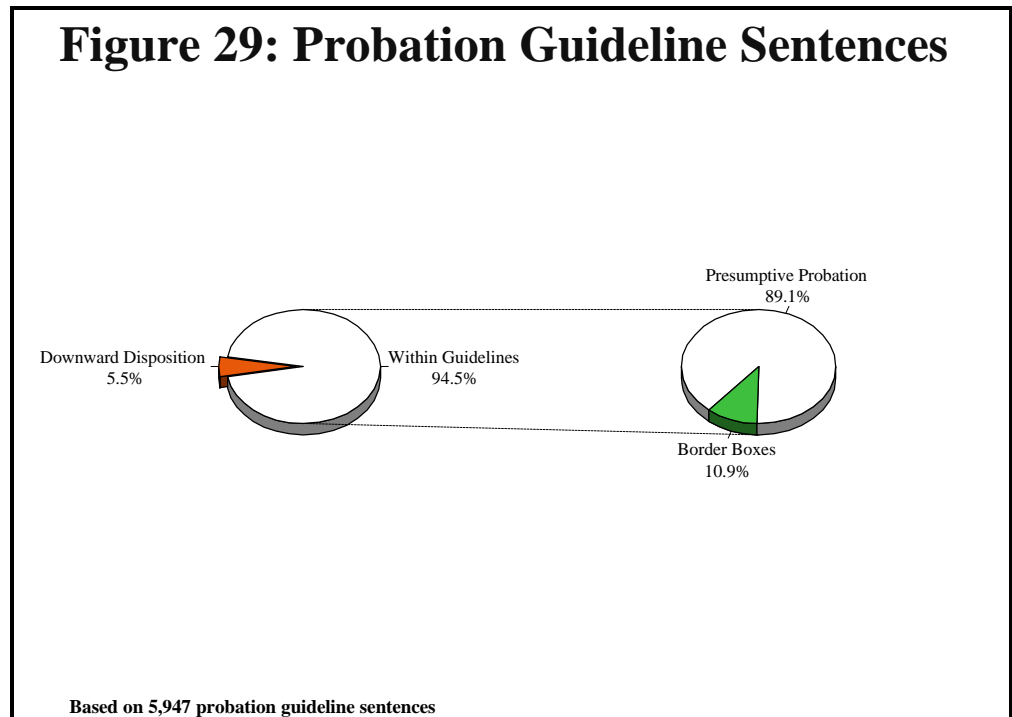 Figure 29: Probation Guideline Sentences
Presumptive Probation
89.1%
Downward Disposition
5.5%
Within Guidelines
94.5%
Border Boxes
10.9%
Based on 5,947 probation guideline sentences